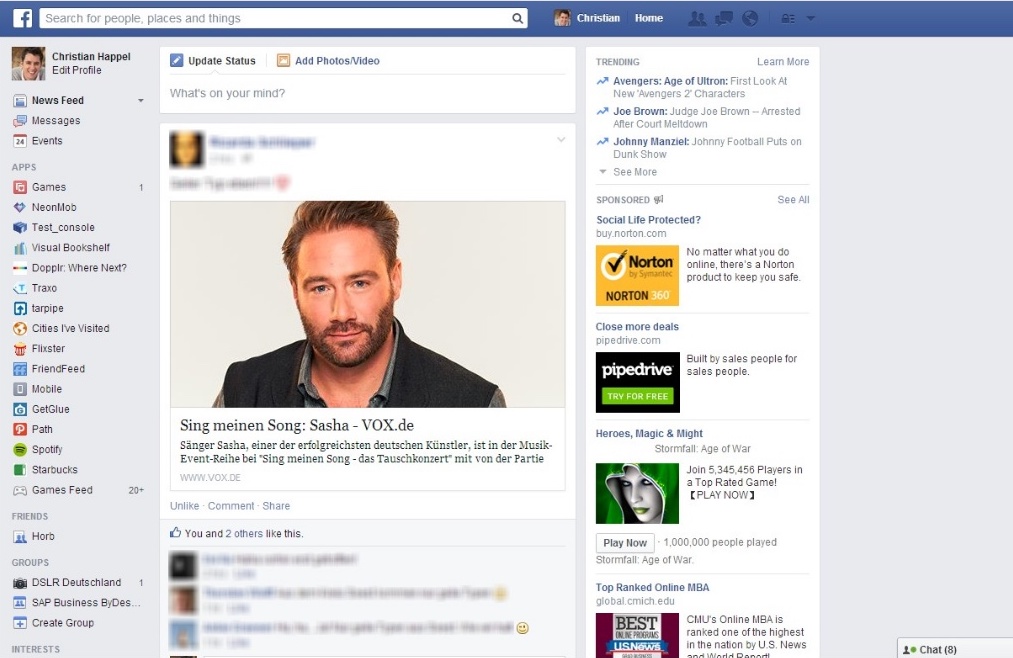 Search for people, places and things
Christian
Home
Christian Happel
Edit Profile
News Feed
Messages
24 Events
APPS
Games 1
NeonMob
Test_console
Visual Bookshelf
Dopplr: Where Next?
Traxo
tarpipe
Cities I've Visited
Flixster
FriendFeed
Mobile
GetGlue
Path
Spotify
Starbucks
Games Feed 20+
FRIENDS
Horb
GROUPS
DSLR Deutschland 1
SAP Business ByDes...
Create Group
INTERESTS
Update Status
Add Photos/Video
What's on your mind?
Sing meinen Song: Sasha - VOX.de
Sänger Sasha, einer der erfolgreichsten deutschen Künstler, ist in der Musik-
Event-Reihe bei "Sing meinen Song - das Tauschkonzert" mit von der Partie
WWW.VOX.DE
Unlike · Comment · Share
You and 2 others like this.
TRENDING
Learn More
Avengers: Age of Ultron: First Look At
New 'Avengers 2' Characters
Joe Brown: Judge Joe Brown -- Arrested
After Court Meltdown
Johnny Manziel: Johnny Football Puts on
Dunk Show
See More
SPONSORED
See All
Social Life Protected?
buy.norton.com
Norton
by Symantec
NORTON 360
No matter what you do
online, there's a Norton
product to keep you safe.
Close more deals
pipedrive.com
pipedrive
TRY FOR FREE
Built by sales people for
sales people.
Heroes, Magic & Might
Stormfall: Age of War
Join 5,345,456 Players in
a Top Rated Game!
【PLAY NOW】
Play Now · 1,000,000 people played
Stormfall: Age of War.
Top Ranked Online MBA
global.cmich.edu
BEST
ONLINE PROGRAMS
U.S.News
CMU's Online MBA is
ranked one of the highest
in the nation by U.S. News
and World Report!
Chat (8)